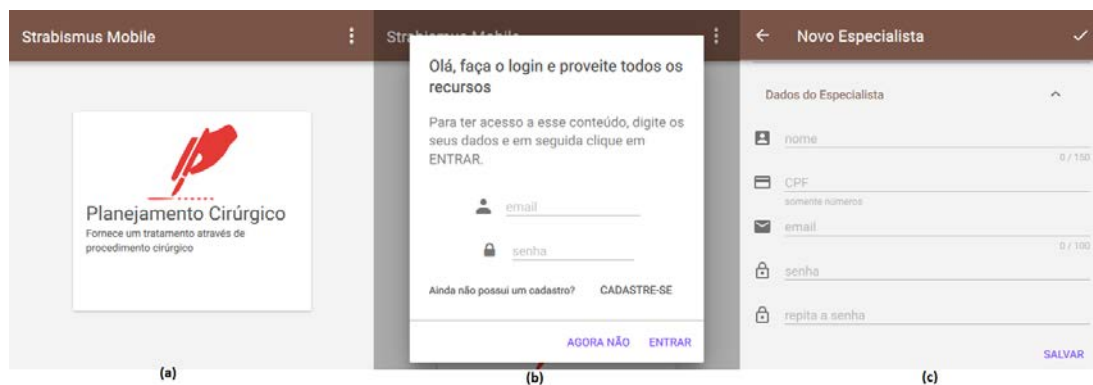 Strabismus Mobile
Planejamento Cirúrgico
Fornece um tratamento através de
procedimento cirúrgico
(a)
Olá, faça o login e proveite todos os
recursos
Para ter acesso a esse conteúdo, digite os
seus dados e em seguida clique em
ENTRAR.
email
senha
Ainda não possui um cadastro? CADASTRE-SE
AGORA NÃO ENTRAR
(b)
Novo Especialista
Dados do Especialista
nome
0 / 150
CPF
somente números
email
0 / 100
senha
repita a senha
SALVAR
(c)